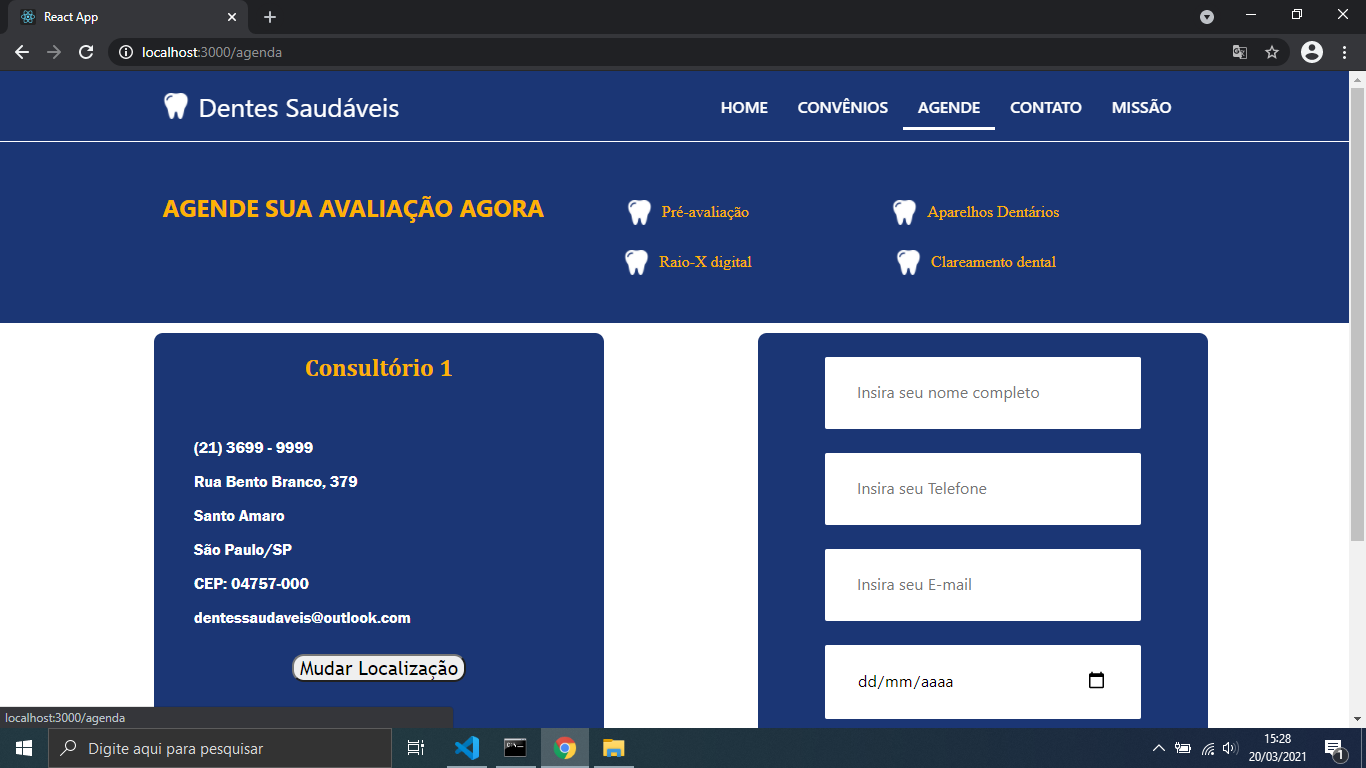 React App
localhost:3000/agenda
Dentes Saudáveis
HOME CONVÊNIOS AGENDE CONTATO MISSÃO
AGENDE SUA AVALIAÇÃO AGORA
Pré-avaliação
Aparelhos Dentários
Raio-X digital
Clareamento dental
Consultório 1
(21) 3699 - 9999
Rua Bento Branco, 379
Santo Amaro
São Paulo/SP
CEP: 04757-000
dentessaudaveis@outlook.com
Mudar Localização
Insira seu nome completo
Insira seu Telefone
Insira seu E-mail
dd/mm/aaaa
localhost:3000/agenda
Digite aqui para pesquisar
15:28
20/03/2021
1